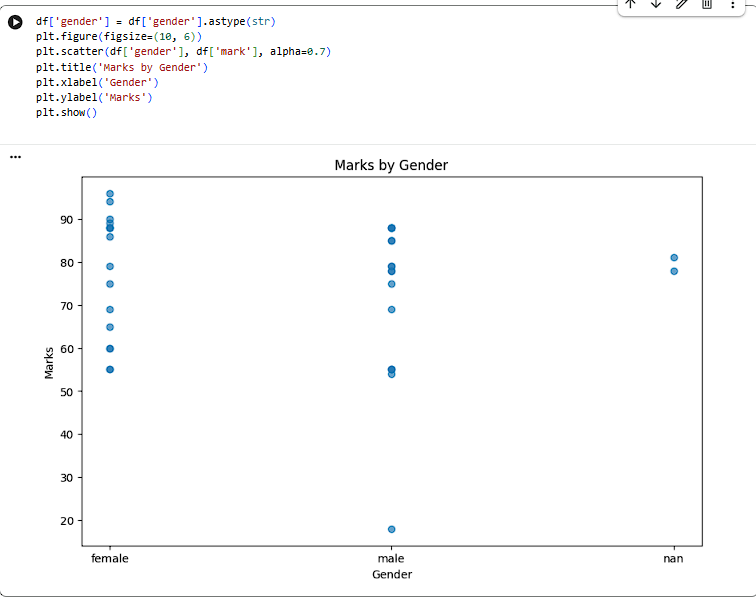 df['gender'] = df['gender'].astype(str)
plt.figure(figsize=(10, 6))
plt.scatter(df['gender'], df['mark'], alpha=0.7)
plt.title('Marks by Gender')
plt.xlabel('Gender')
plt.ylabel('Marks')
plt.show()
Marks by Gender
Marks
90
80
70
60
50
40
30
20
female male nan
Gender